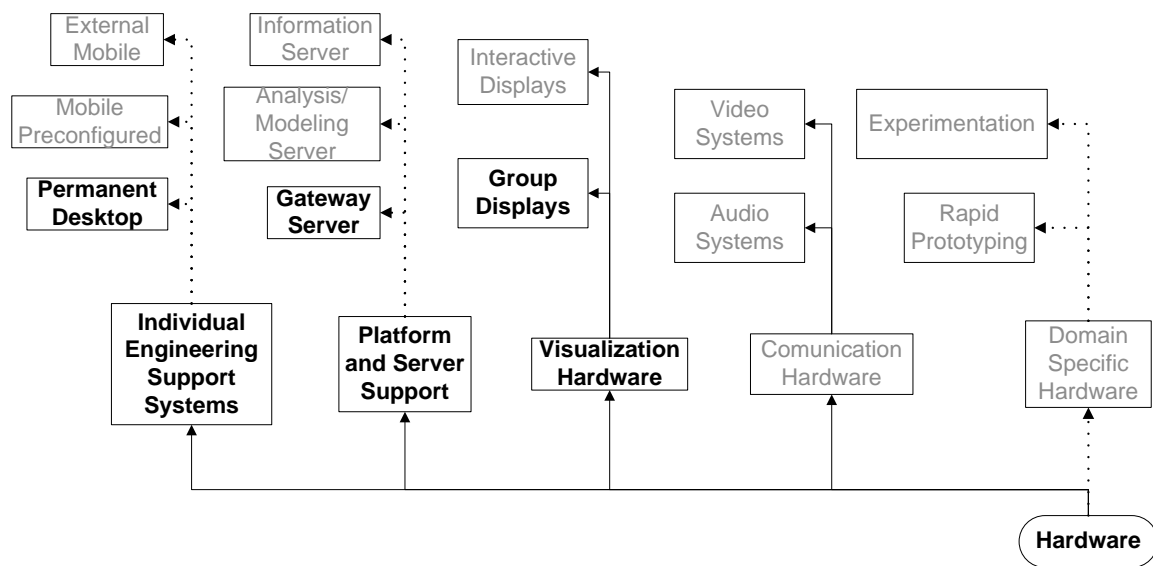 External
Mobile
Information
Server
Interactive
Displays
Mobile
Preconfigured
Analysis/
Modeling
Server
Video
Systems
Experimentation
Permanent
Desktop
Gateway
Server
Group
Displays
Audio
Systems
Rapid
Prototyping
Individual
Engineering
Support
Systems
Platform
and Server
Support
Visualization
Hardware
Comunication
Hardware
Domain
Specific
Hardware
Hardware